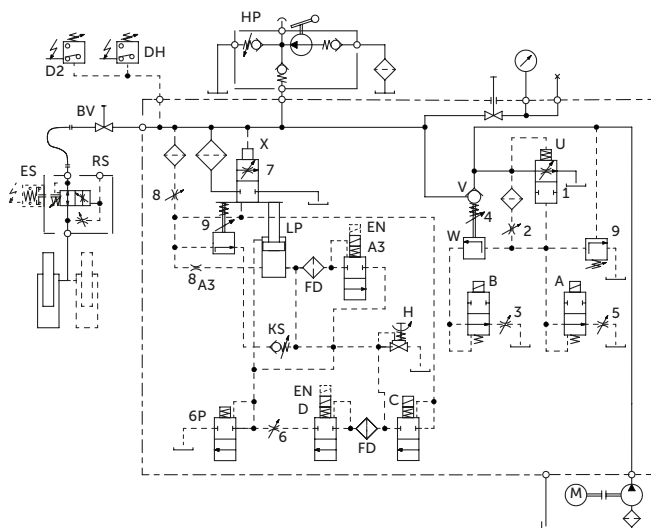 HP
D2
DH
BV
X
U
ES
RS
7
8
9
LP
EN
A3
V
4
1
W
2
9
8
A3
FD
B
3
A
5
KS
H
EN
D
C
6P
6
FD
M